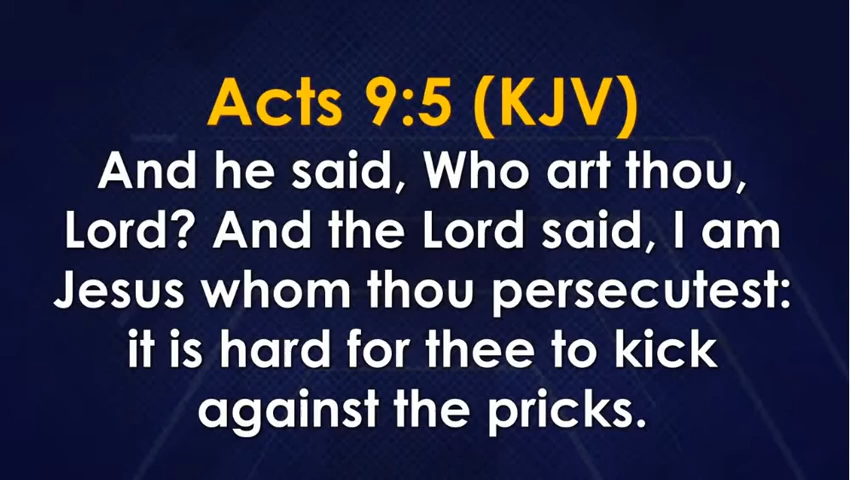 Acts 9:5 (KJV)
And he said, Who art thou,
Lord? And the Lord said, I am
Jesus whom thou persecutest:
it is hard for thee to kick
against the pricks.